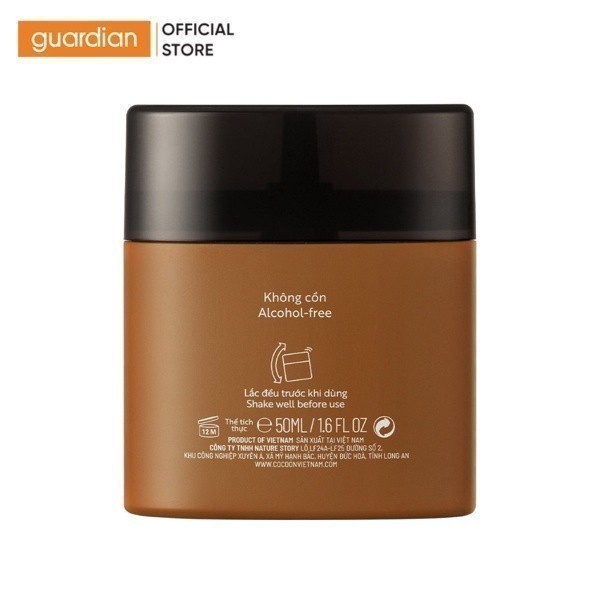 guardian
OFFICIAL
STORE
Không cồn
Alcohol-free
Lắc đều trước khi dùng
Shake well before use
12M
Thể tích
thực
℮ 50ML / 1.6 FL OZ
PRODUCT OF VIETNAM SẢN XUẤT TẠI VIỆT NAM
CÔNG TY TNHH NATURE STORY LÔ LF24A-LF25 ĐƯỜNG SỐ 2,
KHU CÔNG NGHIỆP XUYÊN Á, XÃ MỸ HẠNH BẮC, HUYỆN ĐỨC HOÀ, TỈNH LONG AN
WWW.COCOONVIETNAM.COM